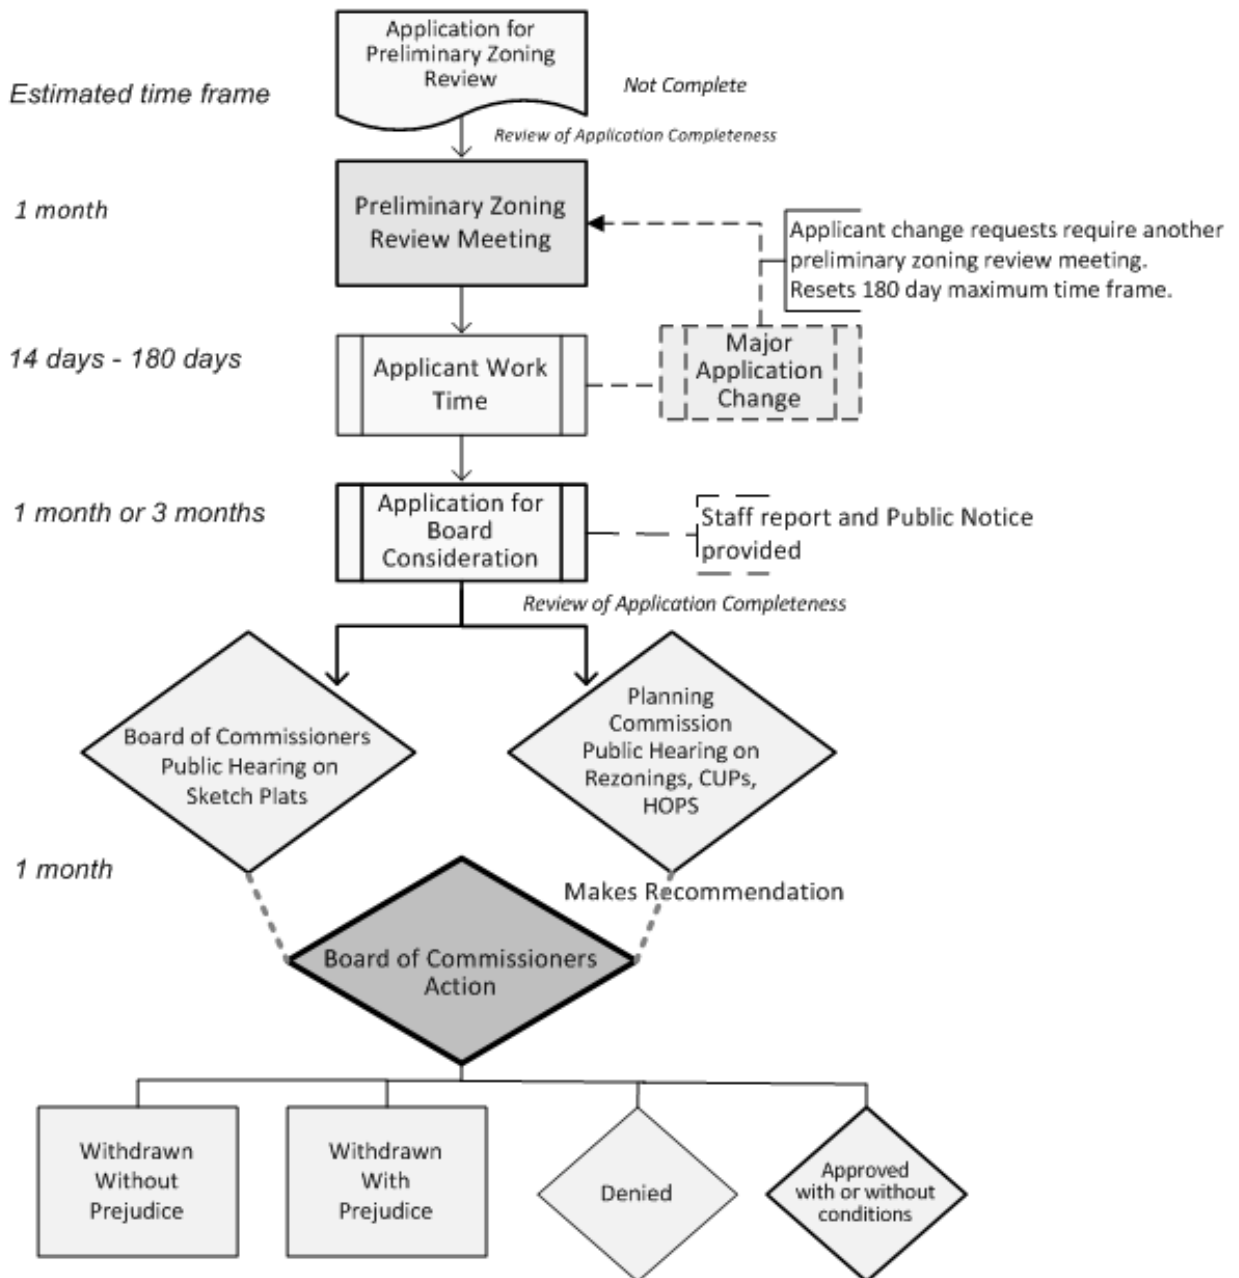 Application for
Preliminary Zoning
Review
Not Complete
Estimated time frame
Review of Application Completeness
1 month
Preliminary Zoning
Review Meeting
Applicant change requests require another
preliminary zoning review meeting.
Resets 180 day maximum time frame.
14 days - 180 days
Applicant Work
Time
Major
Application
Change
1 month or 3 months
Application for
Board
Consideration
Staff report and Public Notice
provided
Review of Application Completeness
Board of Commissioners
Public Hearing on
Sketch Plats
Planning
Commission
Public Hearing on
Rezonings, CUPs,
HOPS
1 month
Makes Recommendation
Board of Commissioners
Action
Withdrawn
Without
Prejudice
Withdrawn
With
Prejudice
Denied
Approved
with or without
conditions